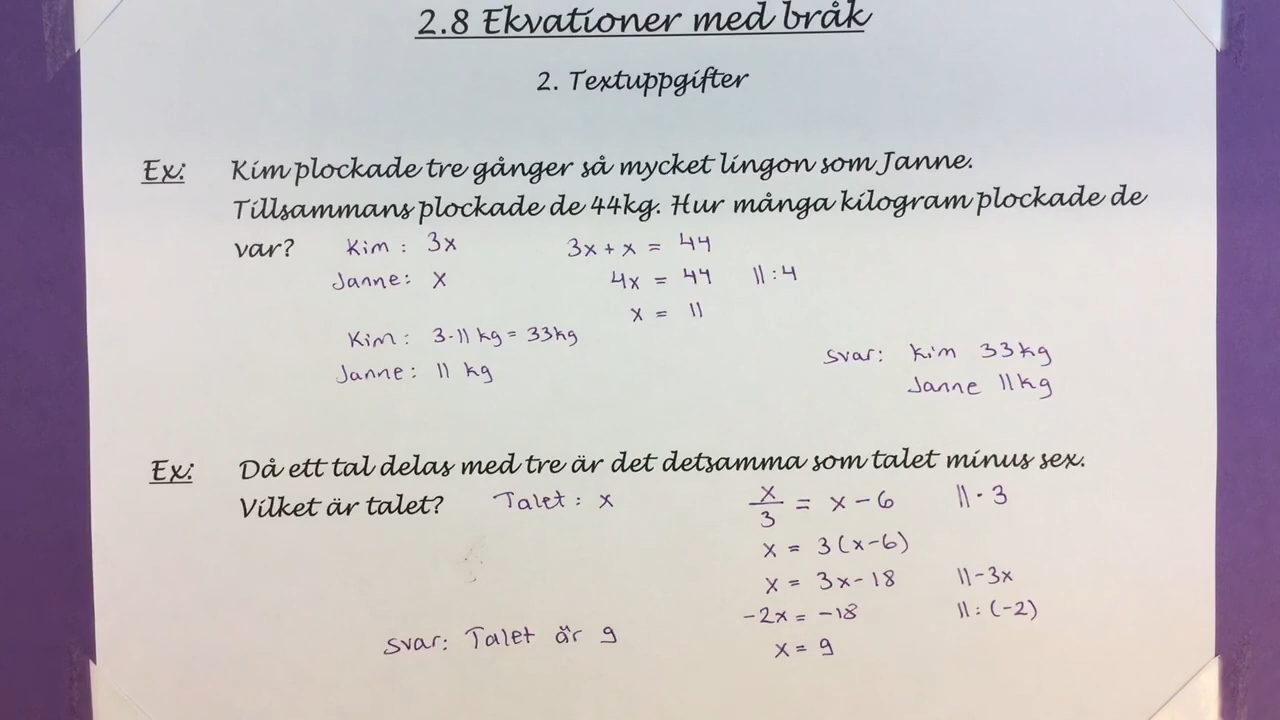 2.8 Ekvationer med bråk
2. Textuppgifter
Ex: Kim plockade tre gånger så mycket lingon som Janne.
Tillsammans plockade de 44kg. Hur många kilogram plockade de
var? Kim : 3x 3x + x = 44
Janne: x 4x = 44 ||:4
x = 11
Kim: 3·11 kg = 33kg
Janne: 11 kg
svar: Kim 33kg
Janne 11kg
Ex: Då ett tal delas med tre är det detsamma som talet minus sex.
Vilket är talet? Talet: x x/3 = x - 6 ||· 3
x = 3(x-6)
x = 3x-18 ||-3x
-2x = -18 ||:(-2)
svar: Talet är 9 x = 9